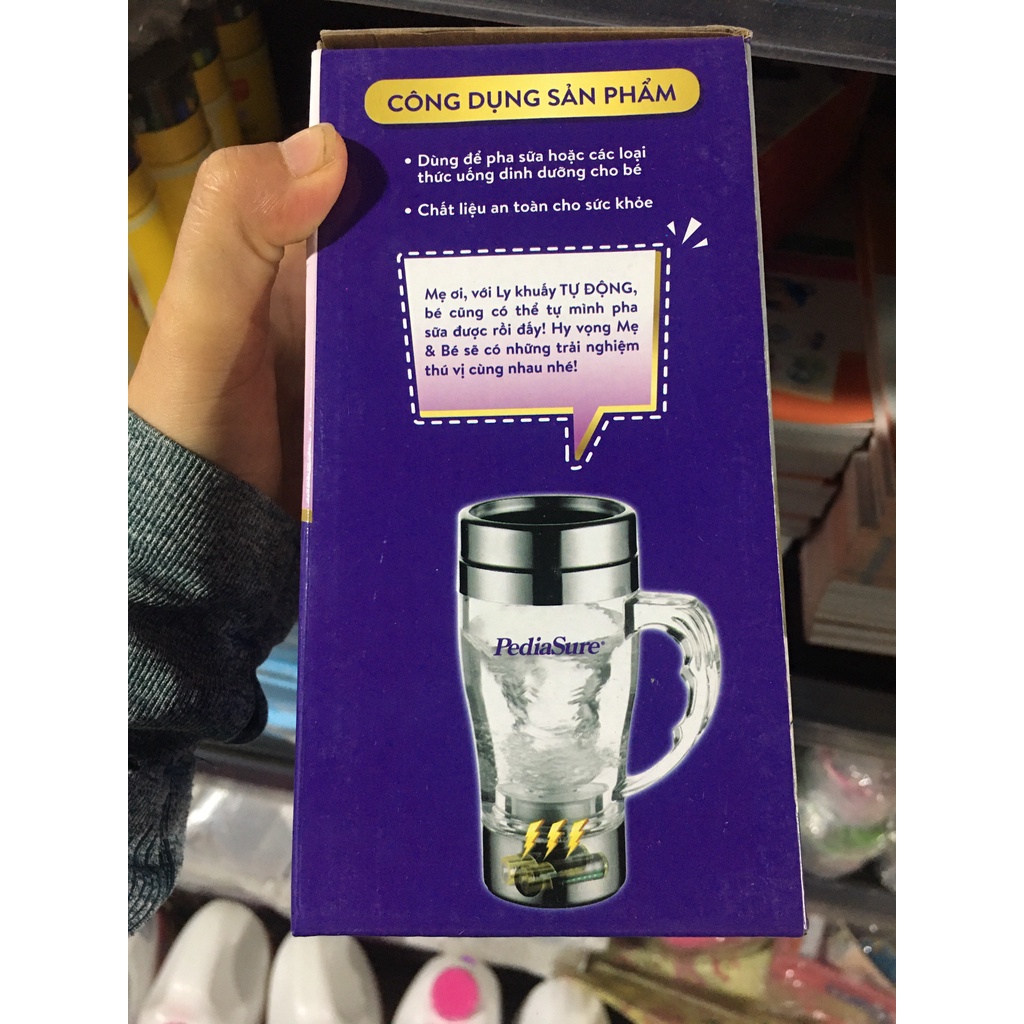 CÔNG DỤNG SẢN PHẨM
• Dùng để pha sữa hoặc các loại
thức uống dinh dưỡng cho bé
• Chất liệu an toàn cho sức khỏe
Mẹ ơi, với Ly khuấy TỰ ĐỘNG,
bé cũng có thể tự mình pha
sữa được rồi đấy! Hy vọng Mẹ
& Bé sẽ có những trải nghiệm
thú vị cùng nhau nhé!
PediaSure®